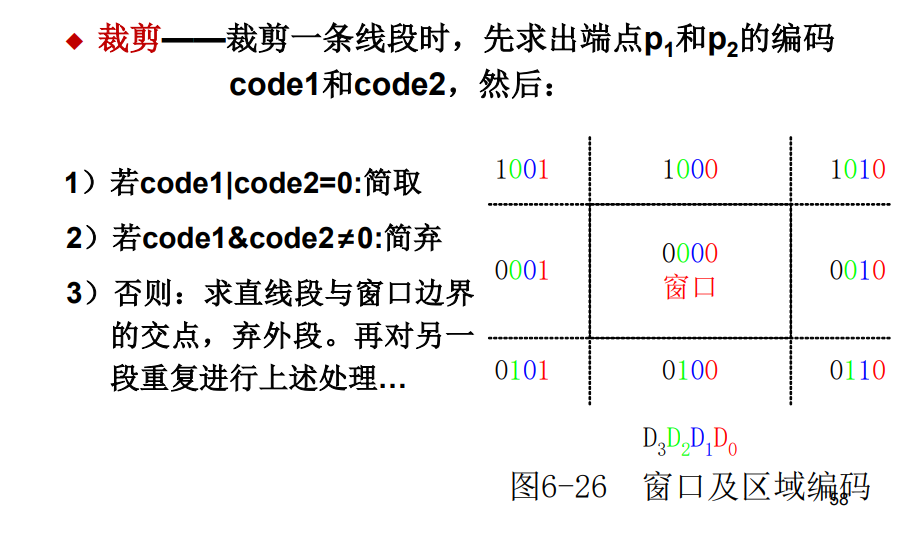 ◆ 裁剪——裁剪一条线段时，先求出端点p1和p2的编码
code1和code2，然后：
1）若code1|code2=0:简取
2）若code1&code2≠0:简弃
3）否则：求直线段与窗口边界
的交点，弃外段。再对另一
段重复进行上述处理…
1001 1000 1010
0001 0000 0010
窗口
0101 0100 0110
D3D2D1D0
图6-26 窗口及区域编码
58